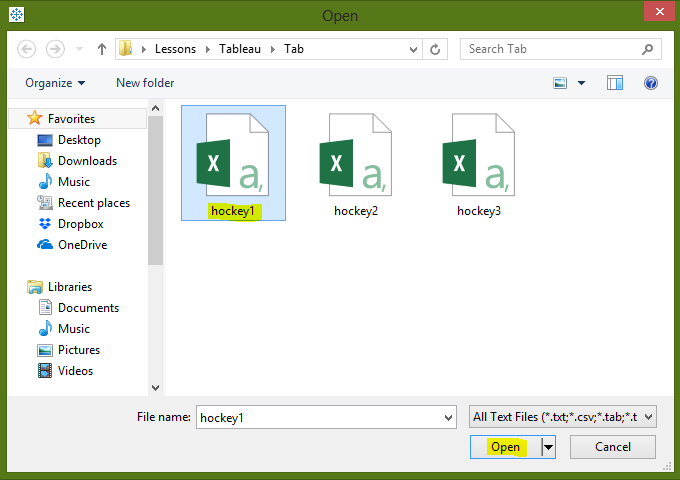 Open
Lessons Tableau Tab
Search Tab
Organize
New folder
Favorites
Desktop
Downloads
Music
Recent places
Dropbox
OneDrive
Libraries
Documents
Music
Pictures
Videos
X a,
X a,
X a,
hockey1
hockey2
hockey3
File name:
hockey1
All Text Files (*.txt;*.csv;*.tab;*.t
Open
Cancel